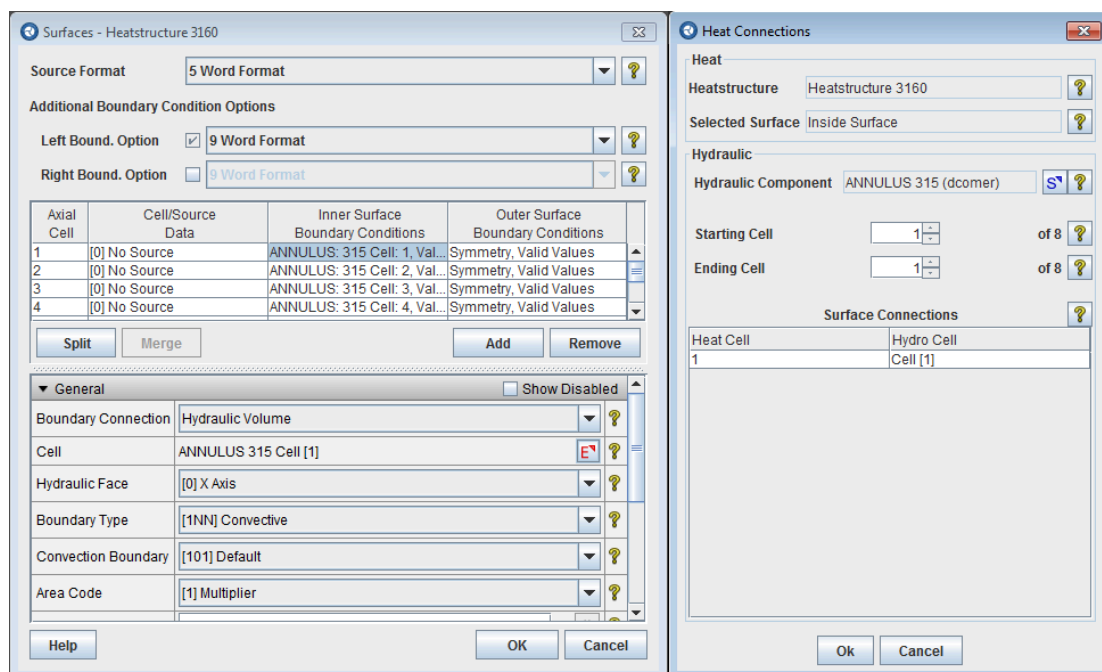 Surfaces - Heatstructure 3160
Source Format 5 Word Format
Additional Boundary Condition Options
Left Bound. Option 9 Word Format
Right Bound. Option 9 Word Format
Axial Cell Cell/Source Data Inner Surface Boundary Conditions Outer Surface Boundary Conditions
1 [0] No Source ANNULUS: 315 Cell: 1, Val... Symmetry, Valid Values
2 [0] No Source ANNULUS: 315 Cell: 2, Val... Symmetry, Valid Values
3 [0] No Source ANNULUS: 315 Cell: 3, Val... Symmetry, Valid Values
4 [0] No Source ANNULUS: 315 Cell: 4, Val... Symmetry, Valid Values
Split Merge Add Remove
General Show Disabled
Boundary Connection Hydraulic Volume
Cell ANNULUS 315 Cell [1] E
Hydraulic Face [0] X Axis
Boundary Type [1NN] Convective
Convection Boundary [101] Default
Area Code [1] Multiplier
Help OK Cancel
Heat Connections
Heat
Heatstructure Heatstructure 3160
Selected Surface Inside Surface
Hydraulic
Hydraulic Component ANNULUS 315 (dcomer) S
Starting Cell 1 of 8
Ending Cell 1 of 8
Surface Connections
Heat Cell Hydro Cell
1 Cell [1]
Ok Cancel